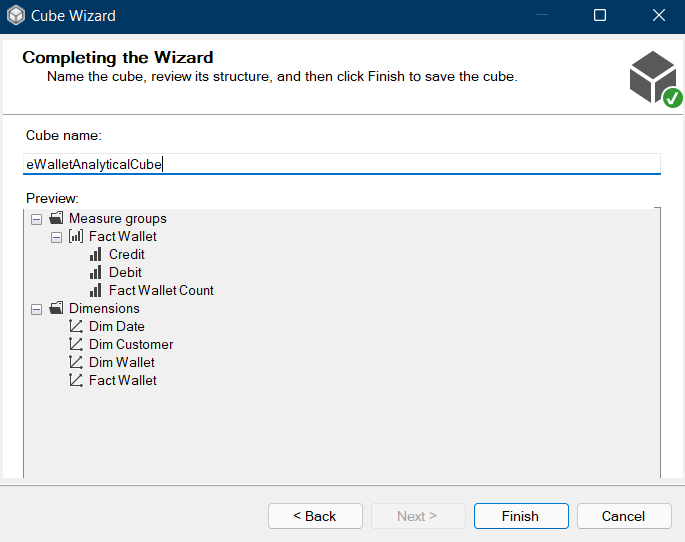 Cube Wizard
Completing the Wizard
Name the cube, review its structure, and then click Finish to save the cube.
Cube name:
eWalletAnalyticalCube
Preview:
Measure groups
Fact Wallet
Credit
Debit
Fact Wallet Count
Dimensions
Dim Date
Dim Customer
Dim Wallet
Fact Wallet
< Back
Next >
Finish
Cancel